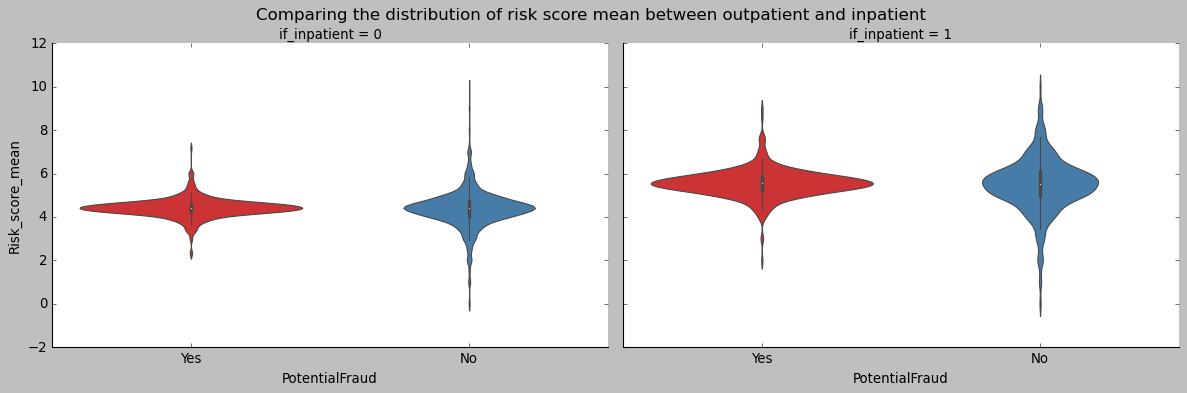 Comparing the distribution of risk score mean between outpatient and inpatient
if_inpatient = 0
if_inpatient = 1
Risk_score_mean
12
10
8
6
4
2
0
−2
Yes
No
Yes
No
PotentialFraud
PotentialFraud